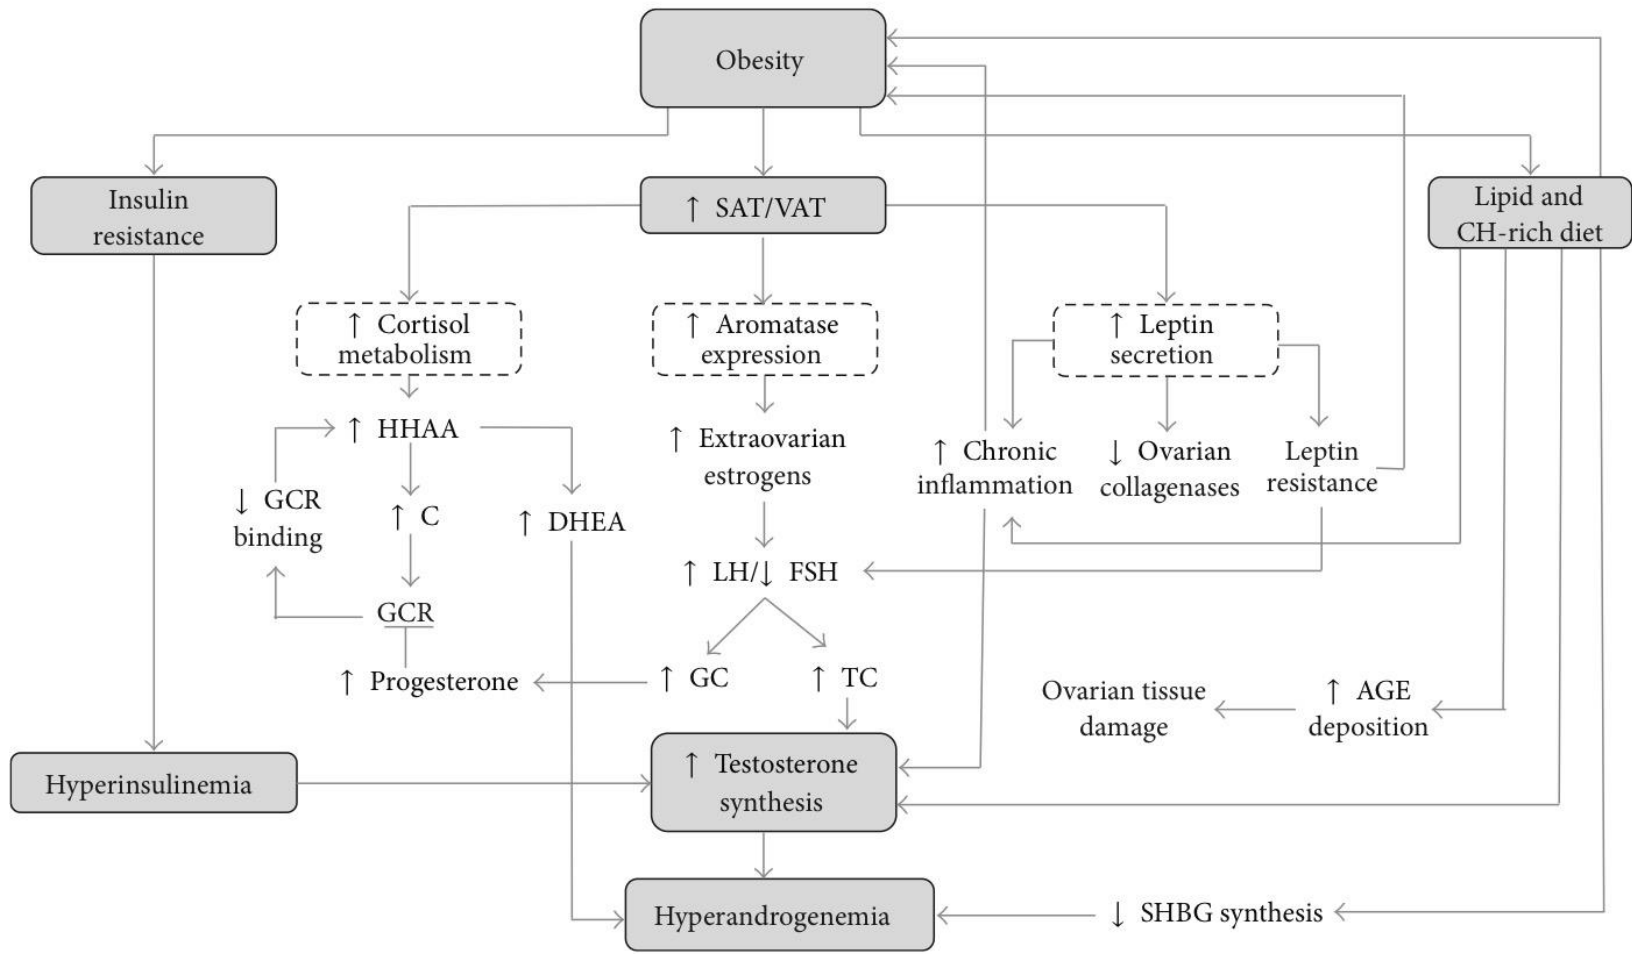 Obesity
Insulin
resistance
↑ SAT/VAT
Lipid and
CH-rich diet
↑ Cortisol
metabolism
↑ Aromatase
expression
↑ Leptin
secretion
↑ HHAA
↑ Extraovarian
estrogens
↑ Chronic
inflammation
↓ Ovarian
collagenases
Leptin
resistance
↓ GCR
binding
↑ C
↑ DHEA
↑ LH/↓ FSH
GCR
↑ Progesterone
↑ GC
↑ TC
Ovarian tissue
damage
↑ AGE
deposition
Hyperinsulinemia
↑ Testosterone
synthesis
Hyperandrogenemia
↓ SHBG synthesis